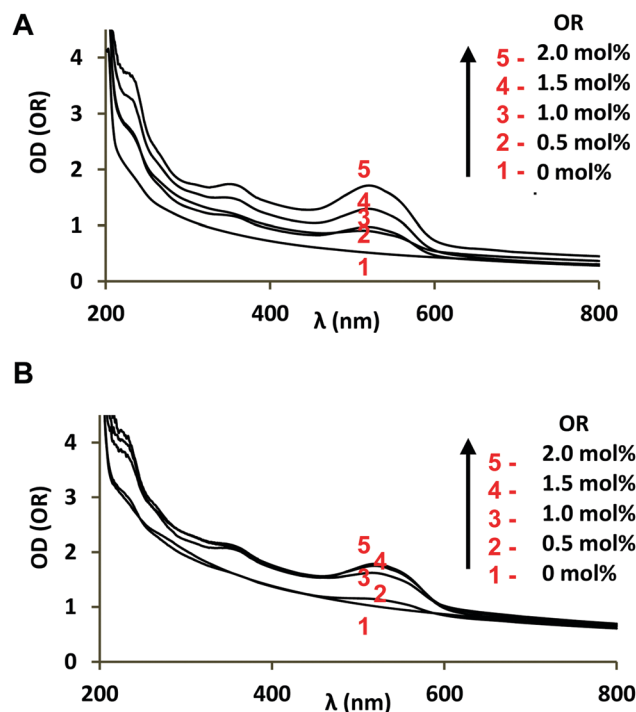 A
OR
5 - 2.0 mol%
4 - 1.5 mol%
3 - 1.0 mol%
2 - 0.5 mol%
1 - 0 mol%
OD (OR)
4
3
2
1
0
5
4
3
2
1
200 400 600 800
λ (nm)
B
OR
5 - 2.0 mol%
4 - 1.5 mol%
3 - 1.0 mol%
2 - 0.5 mol%
1 - 0 mol%
OD (OR)
4
3
2
1
0
5
4
3
2
1
200 400 600 800
λ (nm)